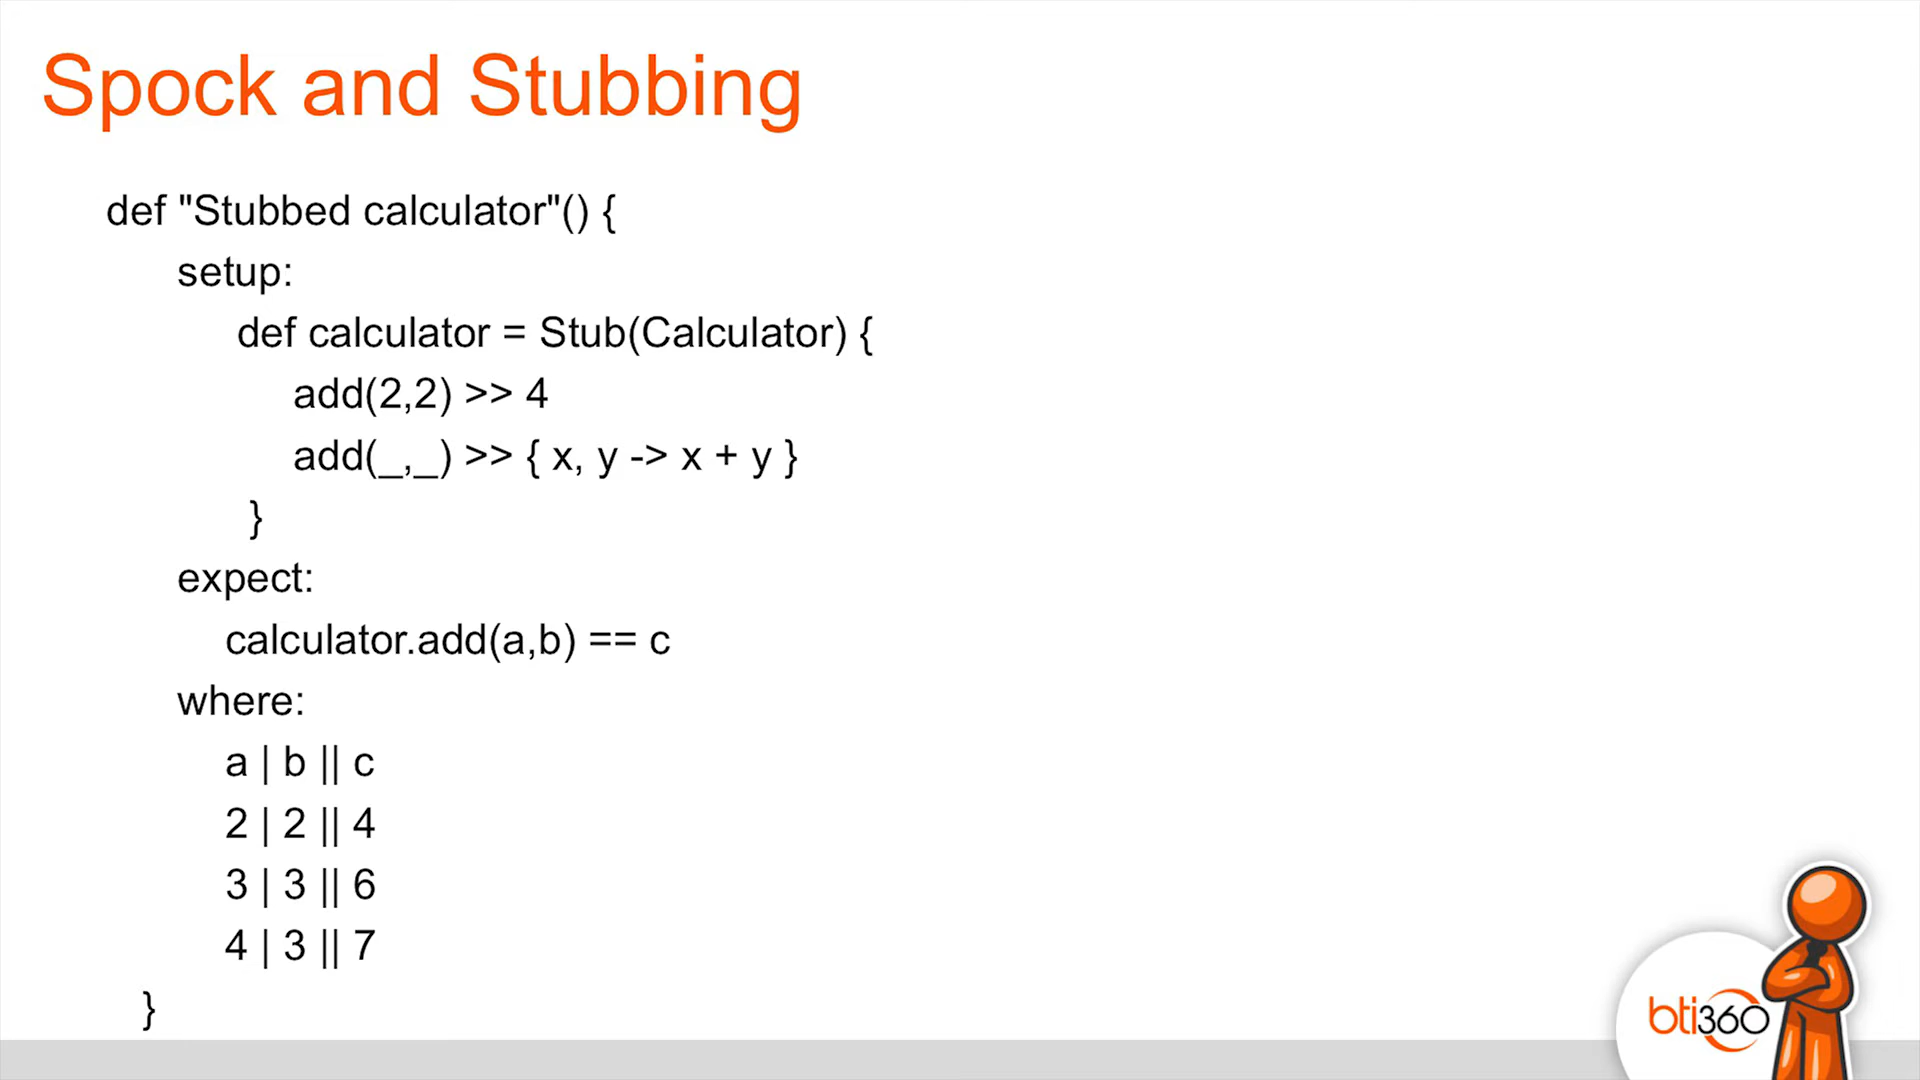 Spock and Stubbing
def "Stubbed calculator"() {
setup:
def calculator = Stub(Calculator) {
add(2,2) >> 4
add(_,_) >> { x, y -> x + y }
}
expect:
calculator.add(a,b) == c
where:
a | b || c
2 | 2 || 4
3 | 3 || 6
4 | 3 || 7
}
bti360